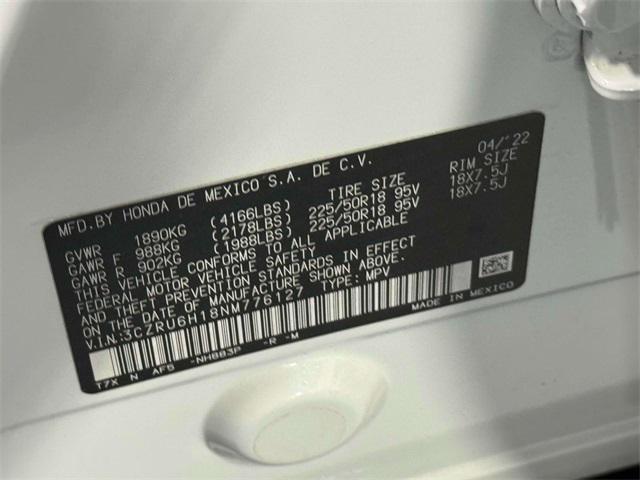 MFD.BY HONDA DE MEXICO S.A. DE C.V. 04/'22
GVWR 1890KG (4166LBS) TIRE SIZE RIM SIZE
GAWR F 988KG (2178LBS) 225/50R18 95V 18X7.5J
GAWR R 902KG (1988LBS) 225/50R18 95V 18X7.5J
THIS VEHICLE CONFORMS TO ALL APPLICABLE
FEDERAL MOTOR VEHICLE SAFETY
AND THEFT PREVENTION STANDARDS IN EFFECT
ON THE DATE OF MANUFACTURE SHOWN ABOVE.
V.I.N.:3CZRU6H18NM776127 TYPE: MPV
MADE IN MEXICO
T7X N AF5 -NH883P -R -M